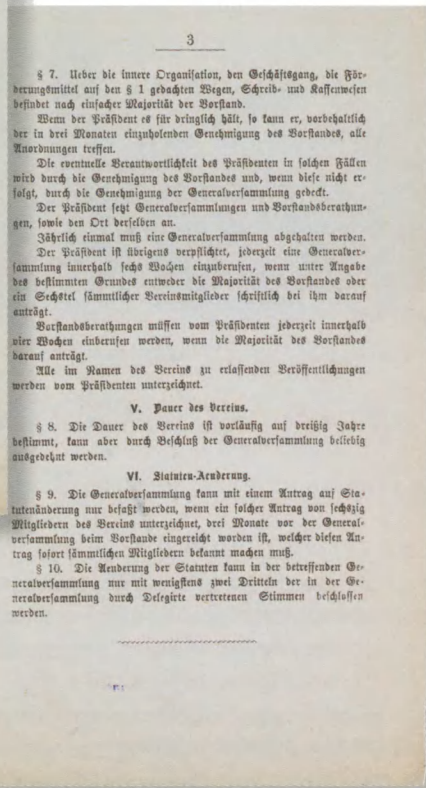 3
§ 7. Ueber die innere Organisation, den Geschäftsgang, die För-
derungsmittel auf den § 1 gedachten Wegen, Schreib- und Kassenwesen
befindet nach einfacher Majorität der Vorstand.
Wenn der Präsident es für dringlich hält, so kann er, vorbehaltlich
der in drei Monaten einzuholenden Genehmigung des Vorstandes, alle
Anordnungen treffen.
Die eventuelle Verantwortlichkeit des Präsidenten in solchen Fällen
wird durch die Genehmigung des Vorstandes und, wenn diese nicht er-
folgt, durch die Genehmigung der Generalversammlung gedeckt.
Der Präsident setzt Generalversammlungen und Vorstandsberathun-
gen, sowie den Ort derselben an.
Jährlich einmal muß eine Generalversammlung abgehalten werden.
Der Präsident ist übrigens verpflichtet, jederzeit eine Generalver-
sammlung innerhalb sechs Wochen einzuberufen, wenn unter Angabe
des bestimmten Grundes entweder die Majorität des Vorstandes oder
ein Sechstel sämmtlicher Vereinsmitglieder schriftlich bei ihm darauf
anträgt.
Vorstandsberathungen müssen vom Präsidenten jederzeit innerhalb
vier Wochen einberufen werden, wenn die Majorität des Vorstandes
darauf anträgt.
Alle im Namen des Vereins zu erlassenden Veröffentlichungen
werden vom Präsidenten unterzeichnet.
V. Dauer des Vereins.
§ 8. Die Dauer des Vereins ist vorläufig auf dreißig Jahre
bestimmt, kann aber durch Beschluß der Generalversammlung beliebig
ausgedehnt werden.
VI. Statuten-Aenderung.
§ 9. Die Generalversammlung kann mit einem Antrag auf Sta-
tutenänderung nur befaßt werden, wenn ein solcher Antrag von sechszig
Mitgliedern des Vereins unterzeichnet, drei Monate vor der General-
versammlung beim Vorstande eingereicht worden ist, welcher diesen An-
trag sofort sämmtlichen Mitgliedern bekannt machen muß.
§ 10. Die Aenderung der Statuten kann in der betreffenden Ge-
neralversammlung nur mit wenigstens zwei Dritteln der in der Ge-
neralversammlung durch Delegirte vertretenen Stimmen beschlossen
werden.